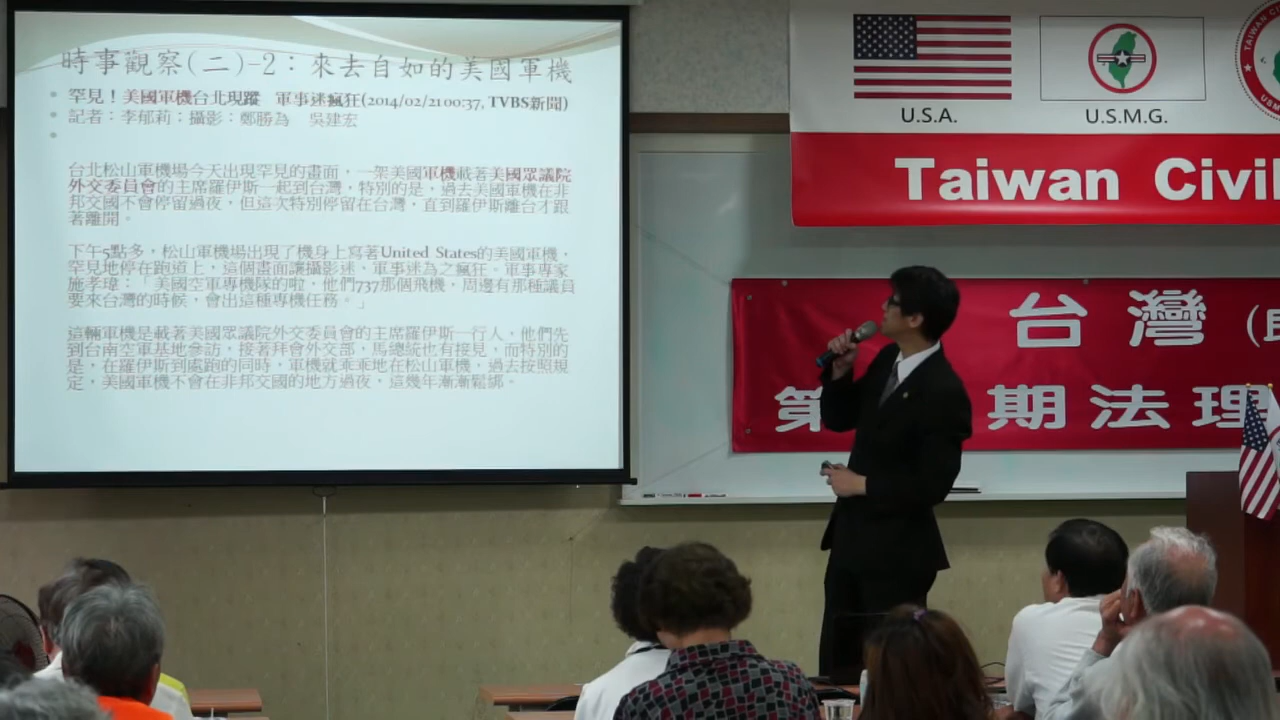 時事觀察(二)-2：來去自如的美國軍機
罕見！美國軍機台北現蹤　軍事迷瘋狂(2014/02/21 00:37, TVBS新聞)
記者：李郁莉；攝影：鄭勝為　吳建宏
台北松山軍機場今天出現罕見的畫面，一架美國軍機載著美國眾議院
外交委員會的主席羅伊斯一起到台灣，特別的是，過去美國軍機在非
邦交國不會停留過夜，但這次特別停留在台灣，直到羅伊斯離台才跟
著離開。
下午5點多，松山軍機場出現了機身上寫著United States的美國軍機，
罕見地停在跑道上，這個畫面讓攝影迷、軍事迷為之瘋狂。軍事專家
施孝瑋：「美國空軍專機隊的啦，他們737那個飛機，周邊有那種議員
要來台灣的時候，會出這種專機任務。」
這輛軍機是載著美國眾議院外交委員會的主席羅伊斯一行人，他們先
到台南空軍基地參訪，接著拜會外交部，馬總統也有接見，而特別的
是，在羅伊斯到處跑的同時，軍機就乖乖地在松山軍機，過去按照規
定，美國軍機不會在非邦交國的地方過夜，這幾年漸漸鬆綁。
U.S.A.
U.S.M.G.
Taiwan Civil
台灣
第 期法理